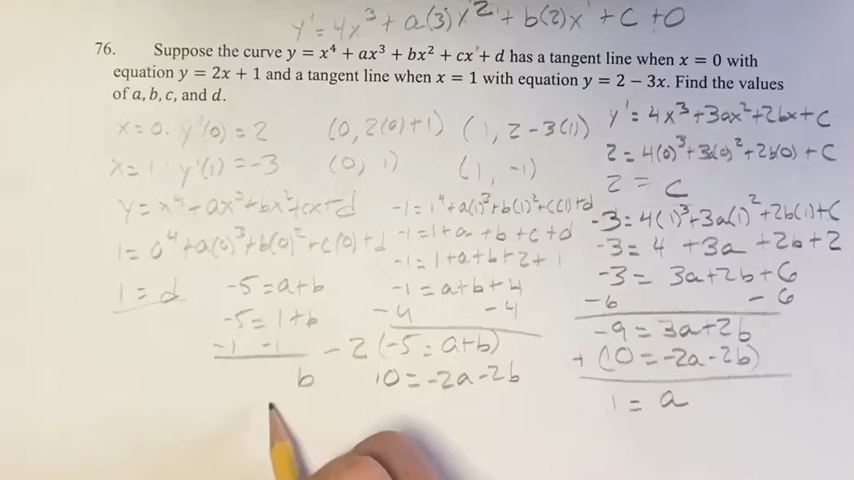 y' = 4x³ + a(3)x² + b(2)x' + c + 0
76. Suppose the curve y = x⁴ + ax³ + bx² + cx' + d has a tangent line when x = 0 with
equation y = 2x + 1 and a tangent line when x = 1 with equation y = 2 − 3x. Find the values
of a, b, c, and d.
x=0: y'(0) = 2
(0, 2(0)+1)
(1, 2-3(1))
x=1 y'(1) = -3
(0, 1)
(1, -1)
y = x⁴ + ax³ + bx² + cx + d
1 = 0⁴ + a(0)³ + b(0)² + c(0) + d
1 = d
-1 = 1⁴ + a(1)³ + b(1)² + c(1) + d
-1 = 1 + a + b + c + d
-1 = 1 + a + b + 2 + 1
-1 = a + b + 4
-4 -4
-5 = a + b
-5 = 1 + b
-1 -1
b
-2 (-5 = a+b)
10 = -2a - 2b
y' = 4x³ + 3ax² + 2bx + c
2 = 4(0)³ + 3a(0)² + 2b(0) + c
2 = c
-3 = 4(1)³ + 3a(1)² + 2b(1) + c
-3 = 4 + 3a + 2b + 2
-3 = 3a + 2b + 6
-6 -6
-9 = 3a + 2b
+ (10 = -2a - 2b)
1 = a